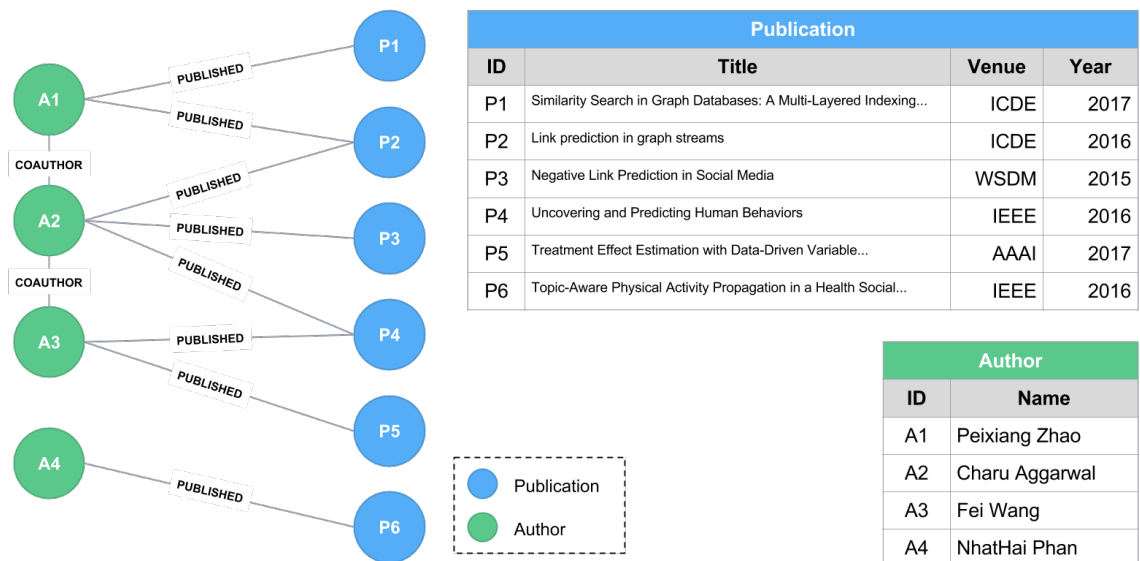 A1
A2
A3
A4
COAUTHOR
COAUTHOR
PUBLISHED
PUBLISHED
PUBLISHED
PUBLISHED
PUBLISHED
PUBLISHED
PUBLISHED
PUBLISHED
P1
P2
P3
P4
P5
P6
Publication
Author
Publication
ID Title Venue Year
P1 Similarity Search in Graph Databases: A Multi-Layered Indexing... ICDE 2017
P2 Link prediction in graph streams ICDE 2016
P3 Negative Link Prediction in Social Media WSDM 2015
P4 Uncovering and Predicting Human Behaviors IEEE 2016
P5 Treatment Effect Estimation with Data-Driven Variable... AAAI 2017
P6 Topic-Aware Physical Activity Propagation in a Health Social... IEEE 2016
Author
ID Name
A1 Peixiang Zhao
A2 Charu Aggarwal
A3 Fei Wang
A4 NhatHai Phan